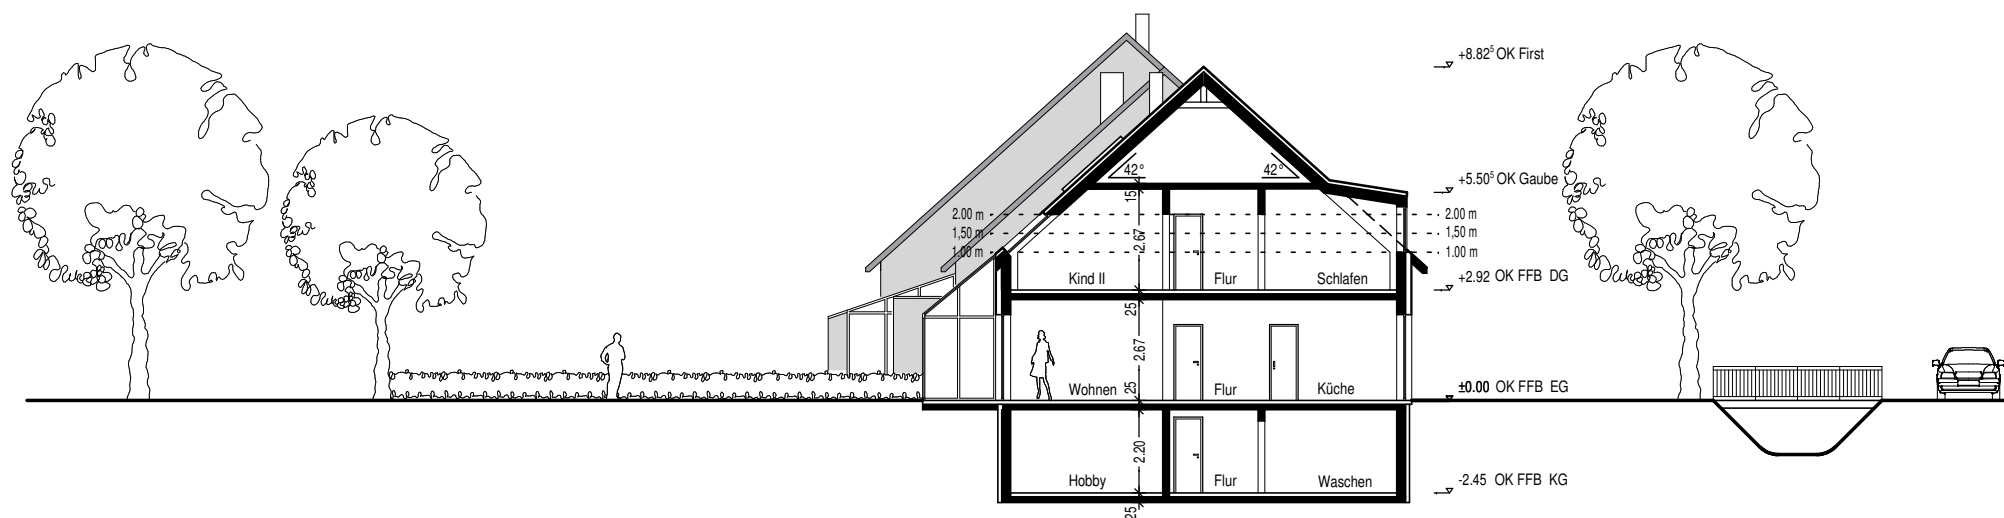 +8.82⁵ OK First
42°
42°
+5.50⁵ OK Gaube
15
2.00 m
2.00 m
1,50 m
1,50 m
2.67
1.00 m
1.00 m
Kind II
Flur
Schlafen
+2.92 OK FFB DG
25
2.67
Wohnen
25
Flur
Küche
±0.00 OK FFB EG
2.20
Hobby
Flur
Waschen
-2.45 OK FFB KG
25